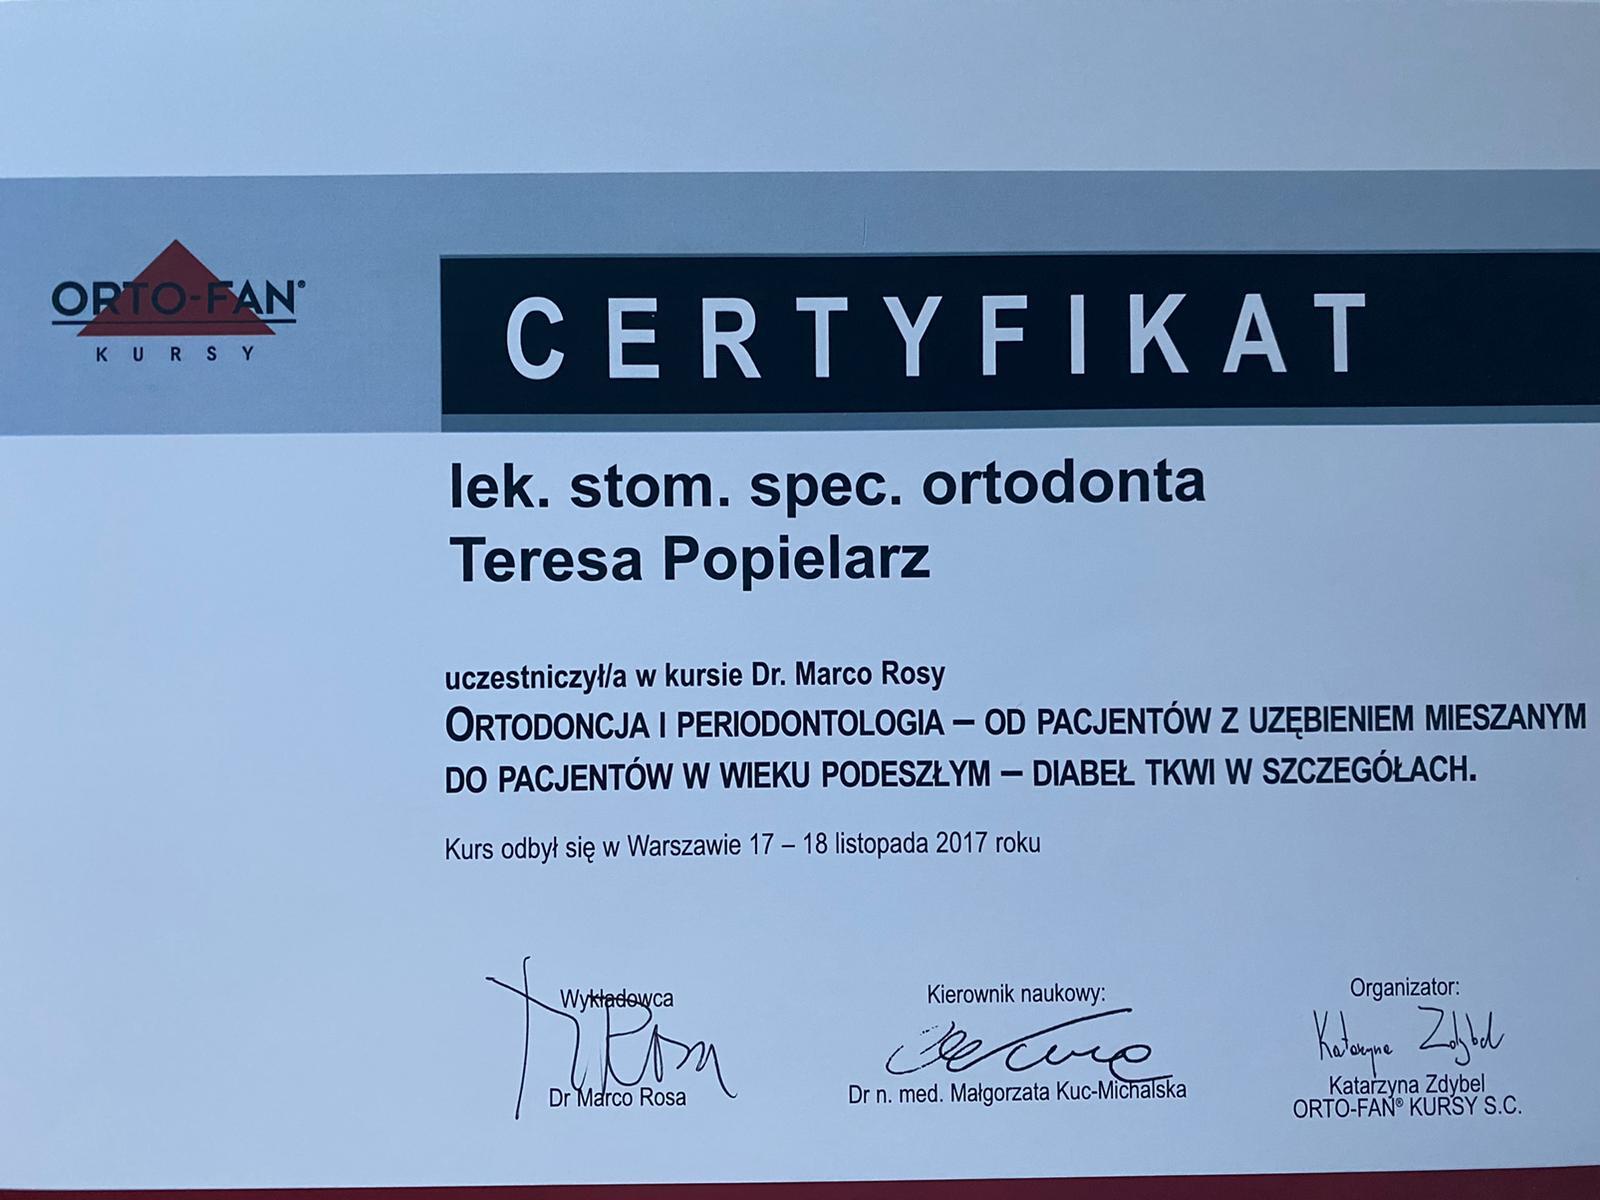 ORTO-FAN®
KURSY
CERTYFIKAT
lek. stom. spec. ortodonta
Teresa Popielarz
uczestniczył/a w kursie Dr. Marco Rosy
ORTODONCJA I PERIODONTOLOGIA – OD PACJENTÓW Z UZĘBIENIEM MIESZANYM
DO PACJENTÓW W WIEKU PODESZŁYM – DIABEŁ TKWI W SZCZEGÓŁACH.
Kurs odbył się w Warszawie 17 – 18 listopada 2017 roku
Wykładowca
Rosa
Dr Marco Rosa
Kierownik naukowy:
Dr n. med. Małgorzata Kuc-Michalska
Organizator:
Katarzyna Zdybel
Katarzyna Zdybel
ORTO-FAN® KURSY S.C.